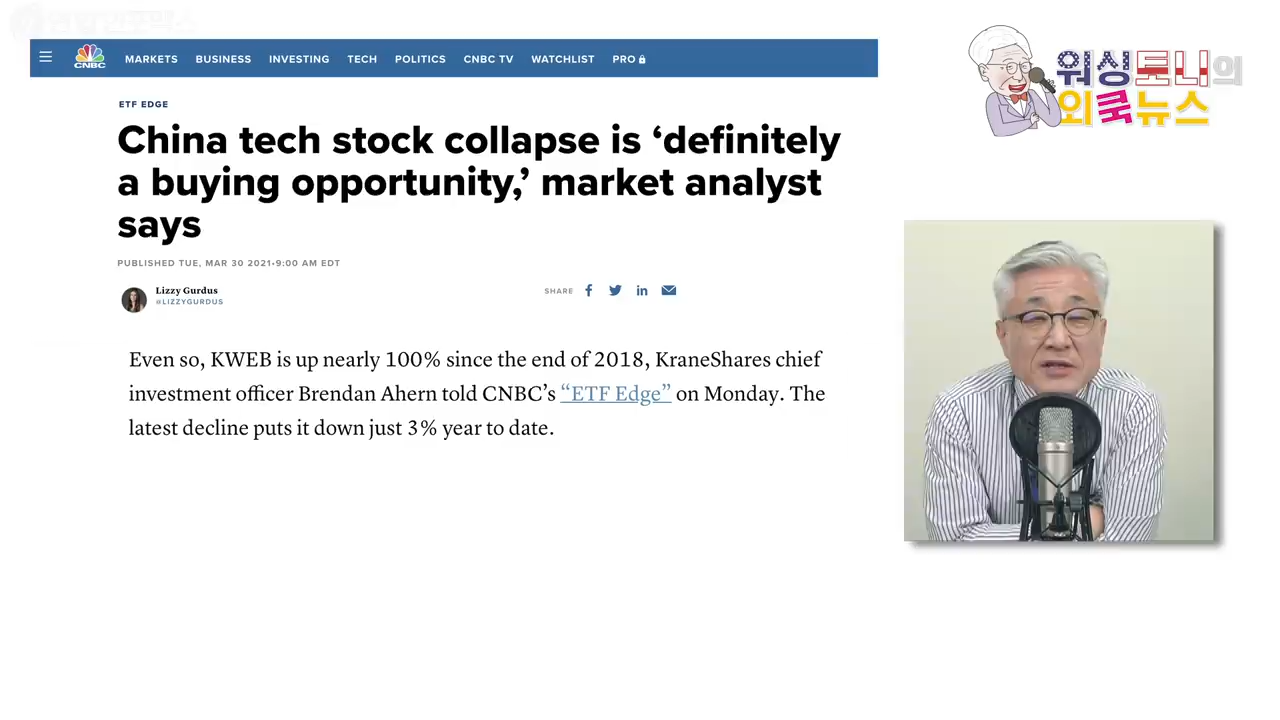 CNBC
MARKETS BUSINESS INVESTING TECH POLITICS CNBC TV WATCHLIST PRO
워싱토니의
외쿡뉴스
ETF EDGE
China tech stock collapse is ‘definitely
a buying opportunity,’ market analyst
says
PUBLISHED TUE, MAR 30 2021•9:00 AM EDT
Lizzy Gurdus
@LIZZYGURDUS
SHARE
Even so, KWEB is up nearly 100% since the end of 2018, KraneShares chief
investment officer Brendan Ahern told CNBC’s “ETF Edge” on Monday. The
latest decline puts it down just 3% year to date.